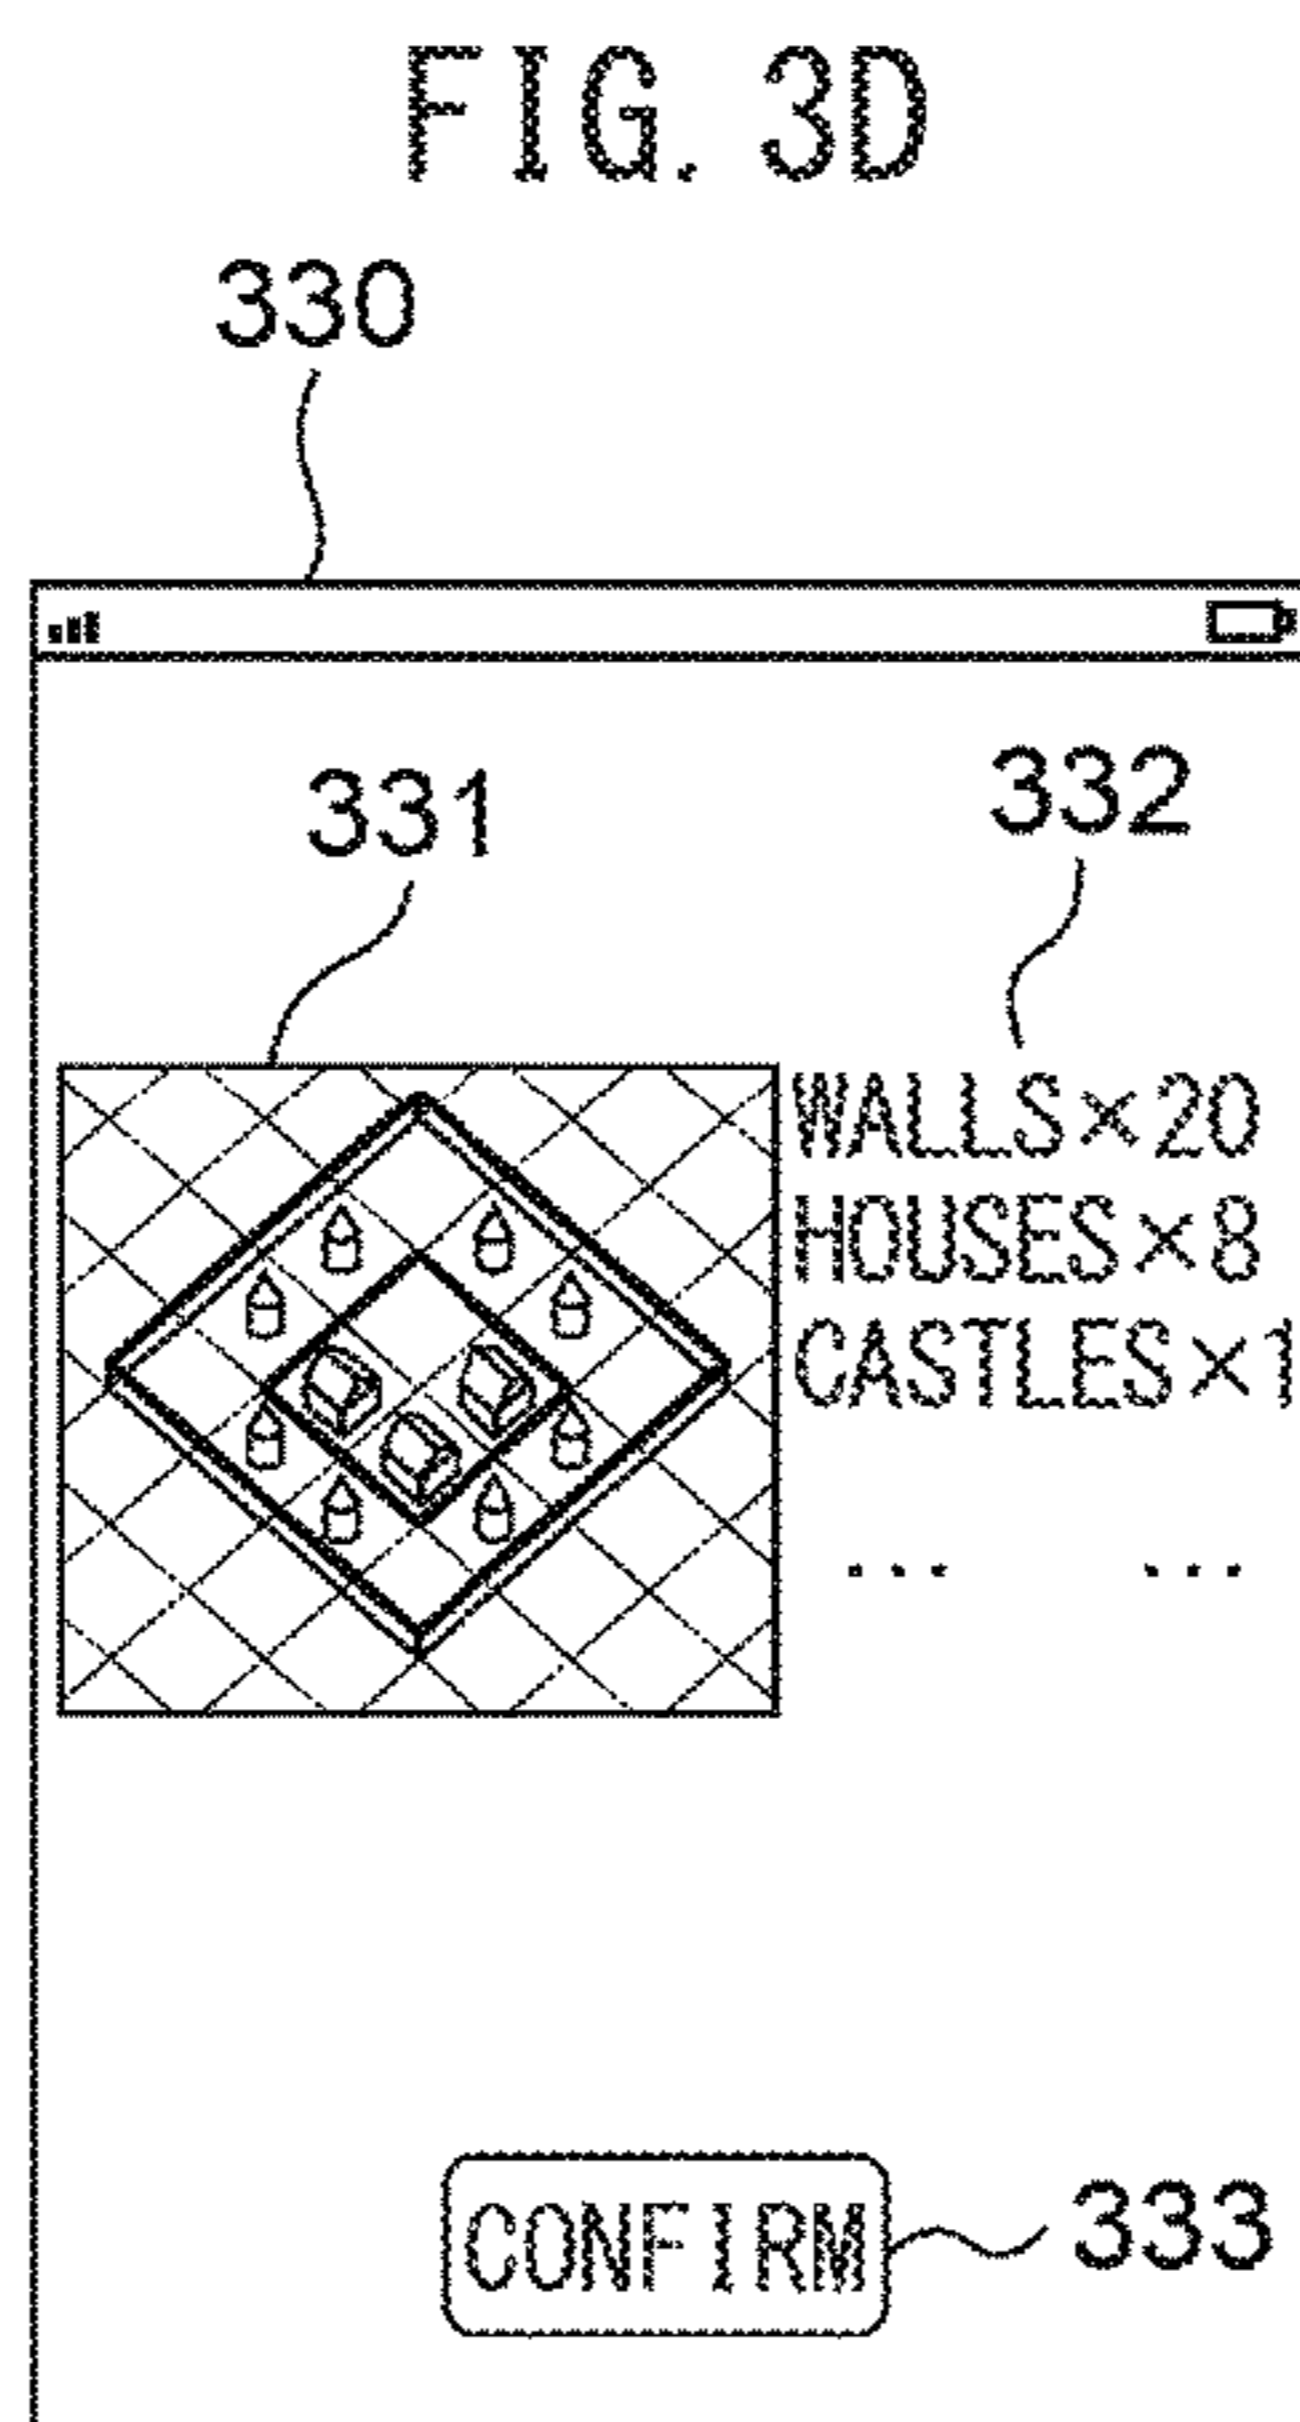 FIG. 3D
330
331
332
WALLS×20
HOUSES×8
CASTLES×1
... ...
CONFIRM
333